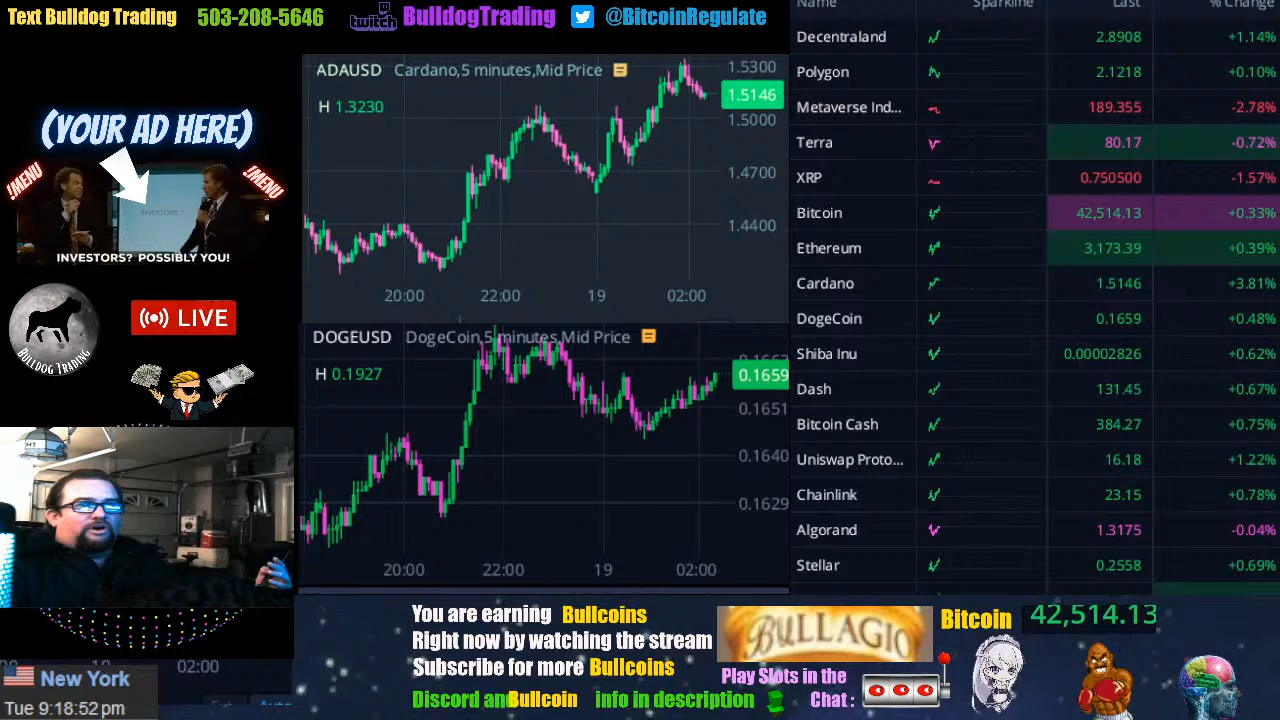 Text Bulldog Trading 503-208-5646 twitch BulldogTrading @BitcoinRegulate
(YOUR AD HERE)
!MENU !MENU
INVESTORS?
INVESTORS? POSSIBLY YOU!
BULLDOG TRADING
LIVE
HT
ADAUSD Cardano,5 minutes,Mid Price
H 1.3230
1.5300
1.5146
1.5000
1.4700
1.4400
20:00 22:00 19 02:00
DOGEUSD DogeCoin,5 minutes,Mid Price
H 0.1927
0.1659
0.1651
0.1640
0.1629
20:00 22:00 19 02:00
Name Sparkline Last % Change
Decentraland 2.8908 +1.14%
Polygon 2.1218 +0.10%
Metaverse Ind... 189.355 -2.78%
Terra 80.17 -0.72%
XRP 0.750500 -1.57%
Bitcoin 42,514.13 +0.33%
Ethereum 3,173.39 +0.39%
Cardano 1.5146 +3.81%
DogeCoin 0.1659 +0.48%
Shiba Inu 0.00002826 +0.62%
Dash 131.45 +0.67%
Bitcoin Cash 384.27 +0.75%
Uniswap Proto... 16.18 +1.22%
Chainlink 23.15 +0.78%
Algorand 1.3175 -0.04%
Stellar 0.2558 +0.69%
You are earning Bullcoins
Right now by watching the stream
Subscribe for more Bullcoins
Discord and Bullcoin info in description
BULLAGIO
Play Slots in the
Chat :
Bitcoin 42,514.13
19 02:00
New York
Tue 9:18:52pm
Auto